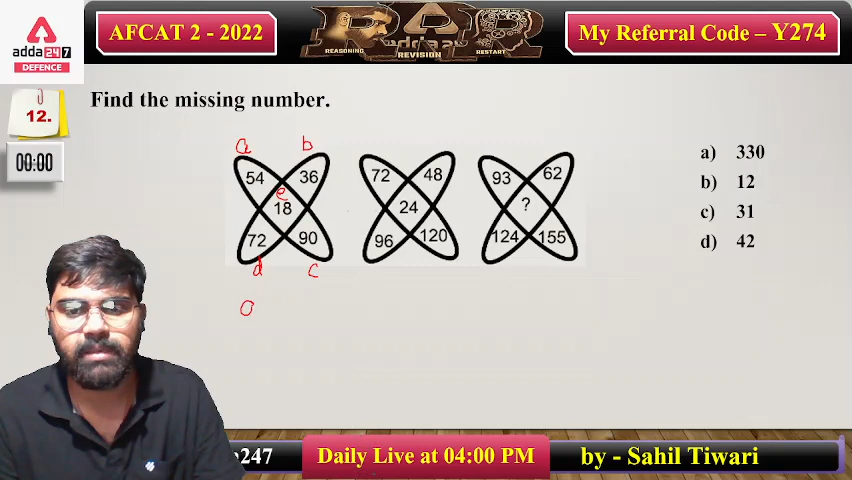 adda247
DEFENCE
AFCAT 2 - 2022
REASONING
REVISION
RESTART
My Referral Code – Y274
12.
Find the missing number.
00:00
a b
54 36
e
18
72 90
d c
72 48
24
96 120
93 62
?
124 155
a) 330
b) 12
c) 31
d) 42
a247
Daily Live at 04:00 PM
by - Sahil Tiwari